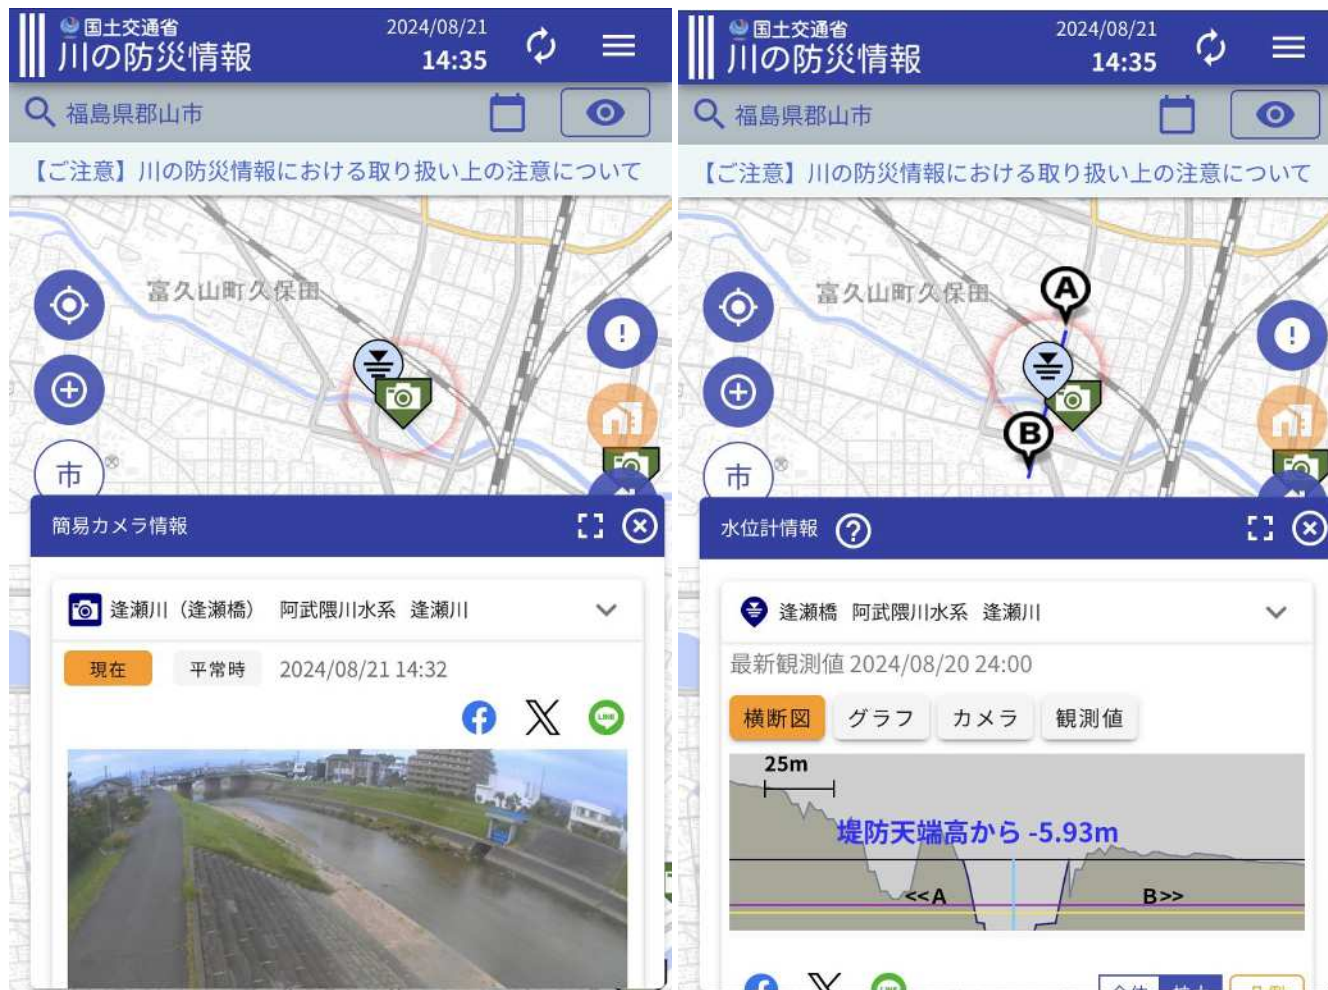 国土交通省
川の防災情報
2024/08/21
14:35
福島県郡山市
【ご注意】川の防災情報における取り扱い上の注意について
富久山町久保田
市
簡易カメラ情報
逢瀬川（逢瀬橋） 阿武隈川水系 逢瀬川
現在 平常時 2024/08/21 14:32
LINE
国土交通省
川の防災情報
2024/08/21
14:35
福島県郡山市
【ご注意】川の防災情報における取り扱い上の注意について
富久山町久保田
A
B
市
水位計情報 ?
逢瀬橋 阿武隈川水系 逢瀬川
最新観測値 2024/08/20 24:00
横断図 グラフ カメラ 観測値
25m
堤防天端高から -5.93m
<<A B>>